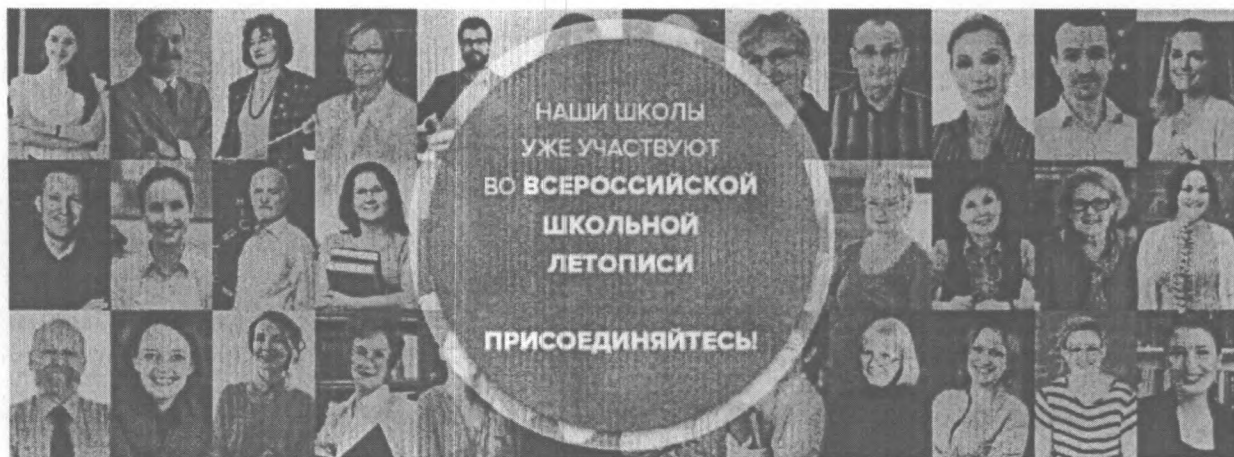 НАШИ ШКОЛЫ
УЖЕ УЧАСТВУЮТ
ВО ВСЕРОССИЙСКОЙ
ШКОЛЬНОЙ
ЛЕТОПИСИ
ПРИСОЕДИНЯЙТЕСЬ!